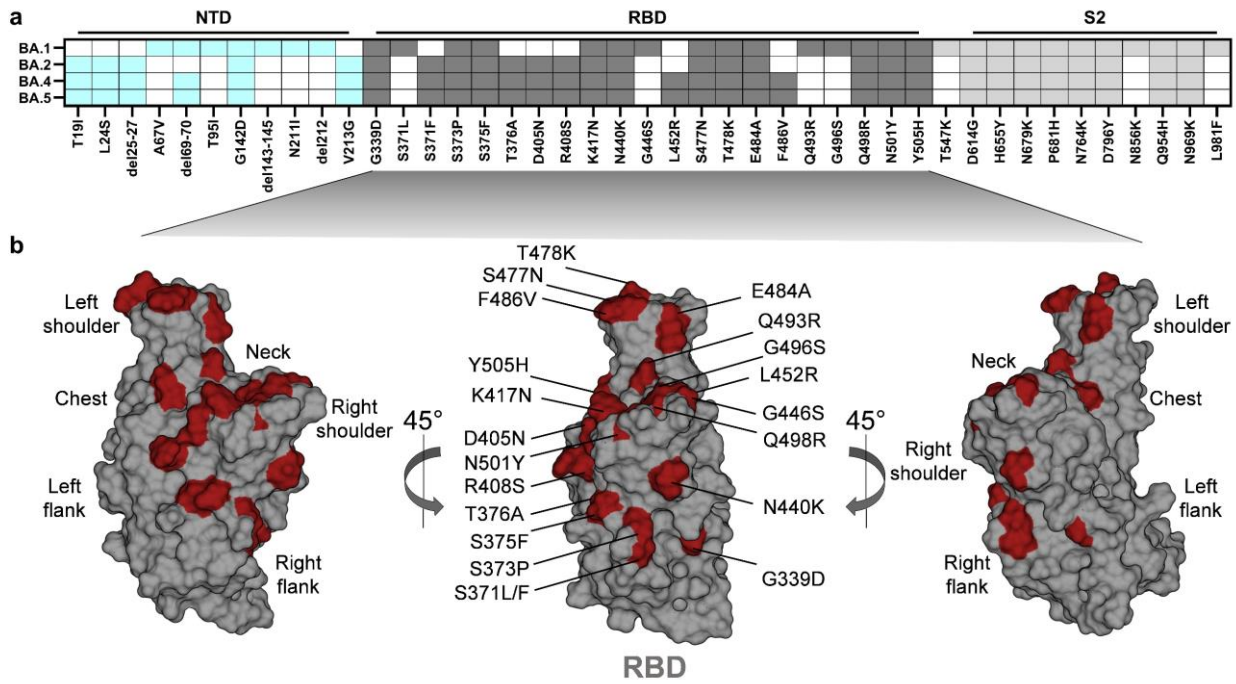 a
NTD
RBD
S2
BA.1
BA.2
BA.4
BA.5
T19I
L24S
del25-27
A67V
del69-70
T95I
G142D
del143-145
N211I
del212
V213G
G339D
S371L
S371F
S373P
S375F
T376A
D405N
R408S
K417N
N440K
G446S
L452R
S477N
T478K
E484A
F486V
Q493R
G496S
Q498R
N501Y
Y505H
T547K
D614G
H655Y
N679K
P681H
N764K
D796Y
N856K
Q954H
N969K
L981F
b
Left
shoulder
Neck
Chest
Right
shoulder
Left
flank
Right
flank
45°
T478K
S477N
F486V
Y505H
K417N
D405N
N501Y
R408S
T376A
S375F
S373P
S371L/F
E484A
Q493R
G496S
L452R
G446S
Q498R
N440K
G339D
RBD
45°
Left
shoulder
Neck
Chest
Right
shoulder
Left
flank
Right
flank